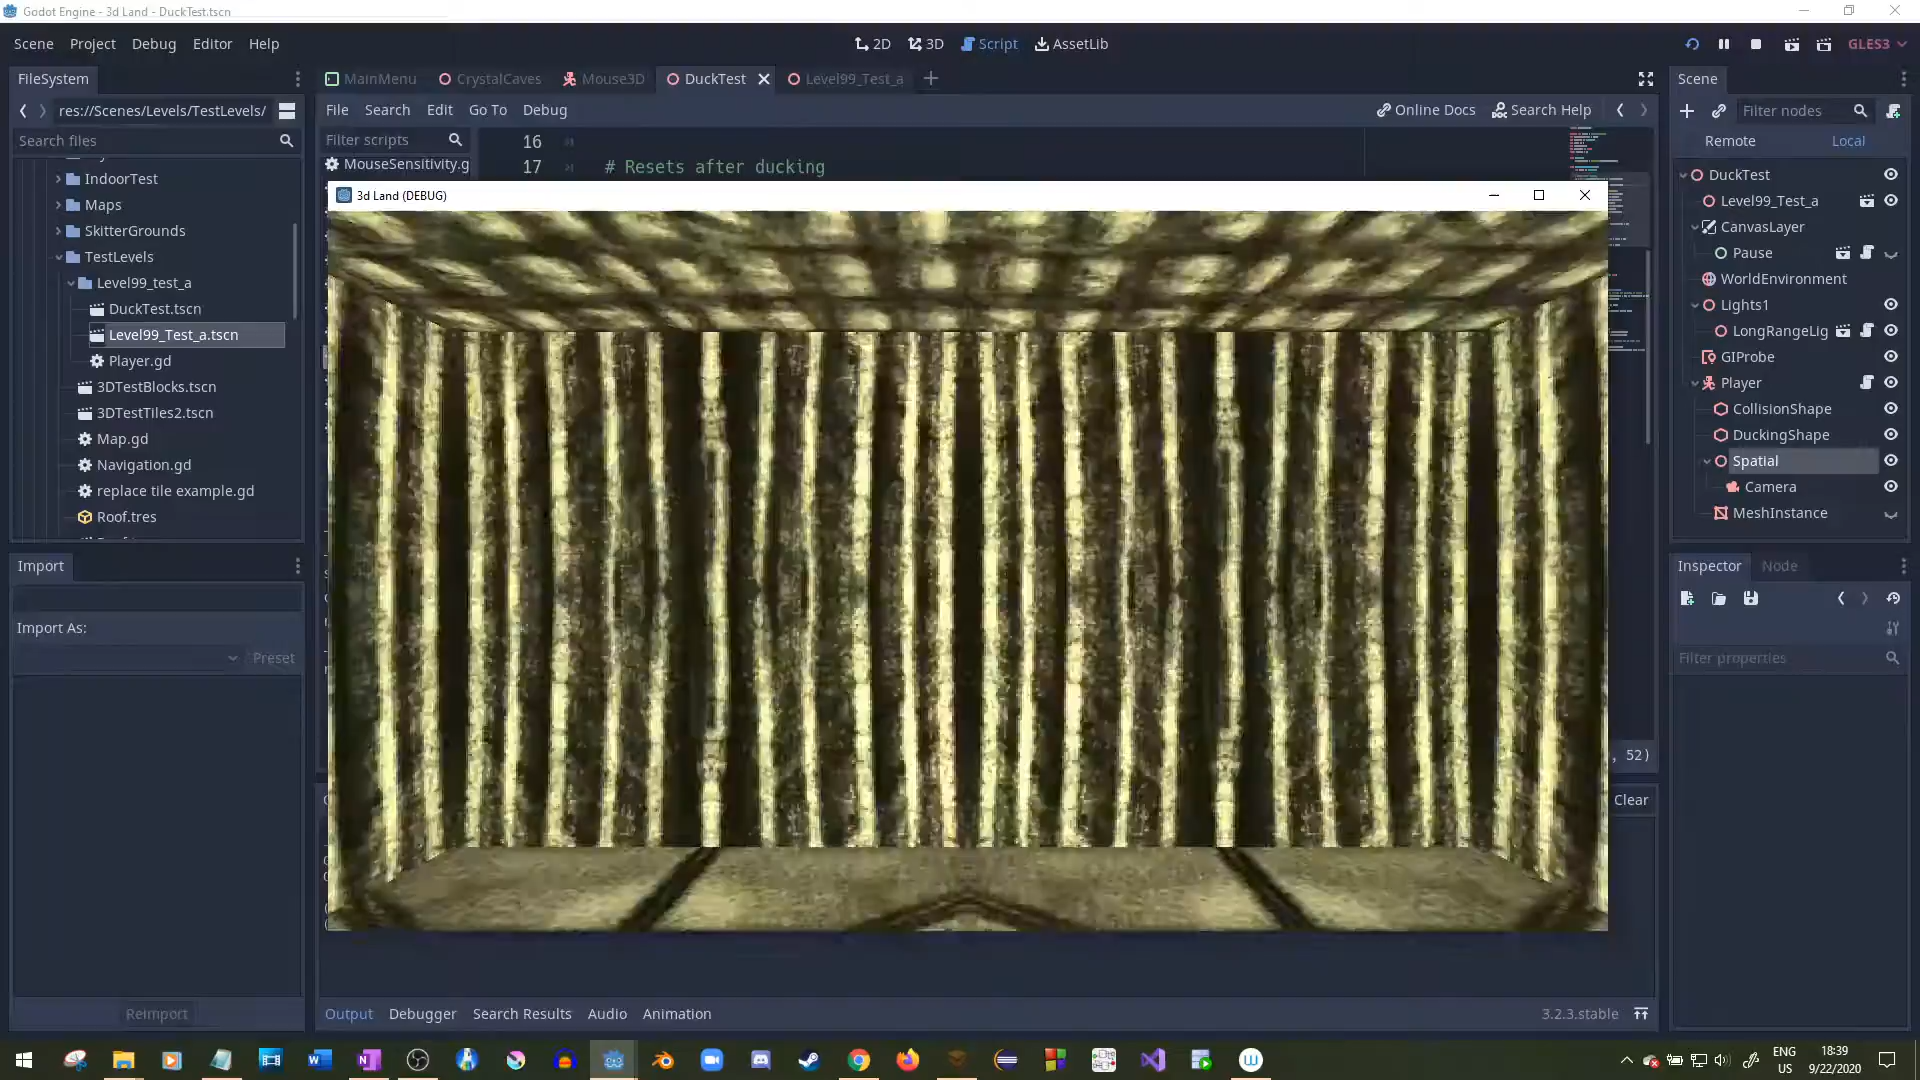 Godot Engine - 3d Land - DuckTest.tscn
Scene Project Debug Editor Help
2D 3D Script AssetLib
GLES3
FileSystem
res://Scenes/Levels/TestLevels/
Search files
IndoorTest
Maps
SkitterGrounds
TestLevels
Level99_test_a
DuckTest.tscn
Level99_Test_a.tscn
Player.gd
3DTestBlocks.tscn
3DTestTIles2.tscn
Map.gd
Navigation.gd
replace tile example.gd
Roof.tres
Import
Import As:
Preset
Reimport
MainMenu CrystalCaves Mouse3D DuckTest Level99_Test_a
File Search Edit Go To Debug
Online Docs Search Help
Filter scripts
MouseSensitivity.g
16
17 # Resets after ducking
3d Land (DEBUG)
, 52)
Clear
Output Debugger Search Results Audio Animation
3.2.3.stable
Scene
Filter nodes
Remote Local
DuckTest
Level99_Test_a
CanvasLayer
Pause
WorldEnvironment
Lights1
LongRangeLig
GIProbe
Player
CollisionShape
DuckingShape
Spatial
Camera
MeshInstance
Inspector Node
Filter properties
ENG
US
18:39
9/22/2020